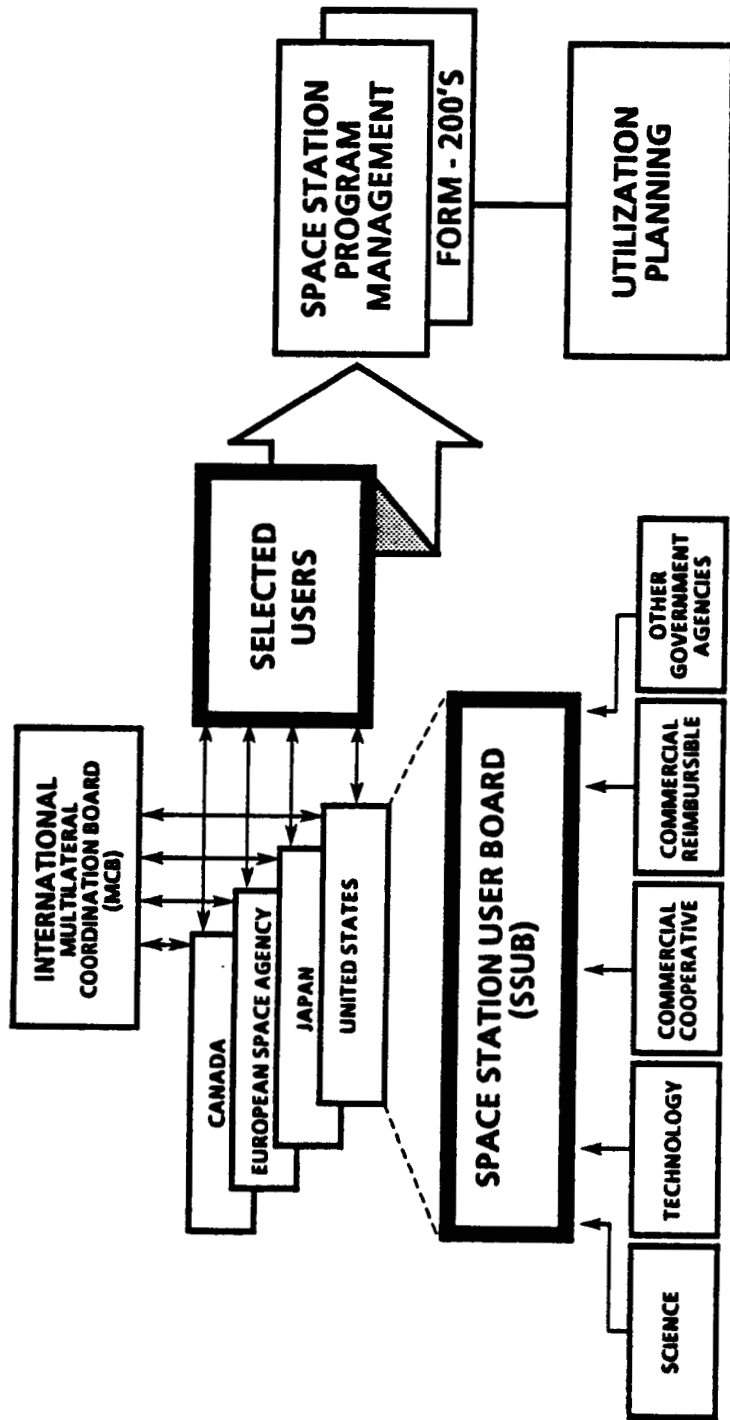 INTERNATIONAL
MULTILATERAL
COORDINATION BOARD
(MCB)
CANADA
EUROPEAN SPACE AGENCY
JAPAN
UNITED STATES
SELECTED
USERS
SPACE STATION
PROGRAM
MANAGEMENT
FORM - 200'S
UTILIZATION
PLANNING
SPACE STATION USER BOARD
(SSUB)
SCIENCE
TECHNOLOGY
COMMERCIAL
COOPERATIVE
COMMERCIAL
REIMBURSIBLE
OTHER
GOVERNMENT
AGENCIES